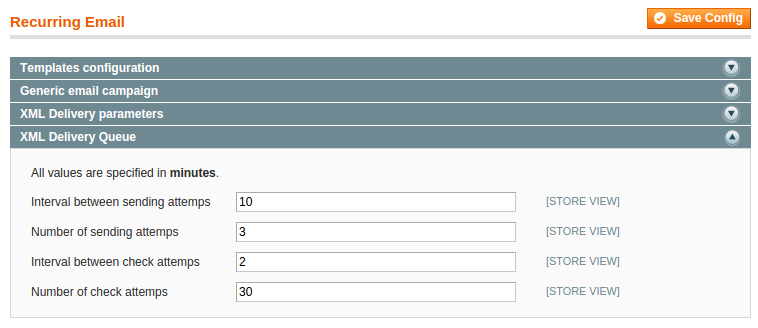 Recurring Email
Save Config
Templates configuration
Generic email campaign
XML Delivery parameters
XML Delivery Queue
All values are specified in minutes.
Interval between sending attemps 10 [STORE VIEW]
Number of sending attemps 3 [STORE VIEW]
Interval between check attemps 2 [STORE VIEW]
Number of check attemps 30 [STORE VIEW]